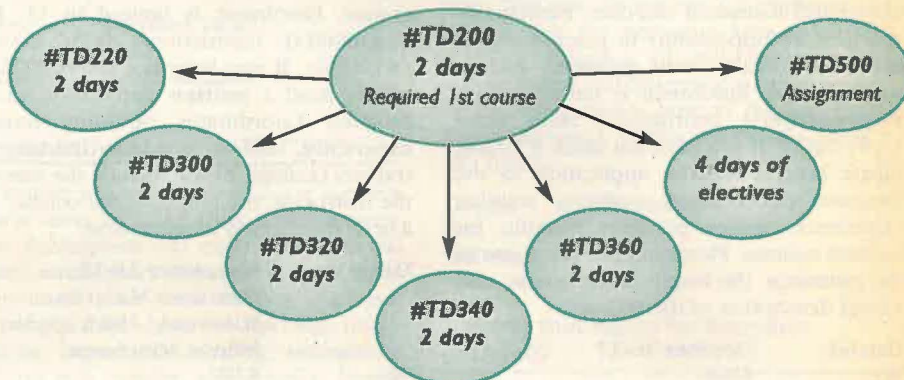 #TD200
2 days
Required 1st course
#TD220
2 days
#TD500
Assignment
#TD300
2 days
4 days of
electives
#TD320
2 days
#TD360
2 days
#TD340
2 days